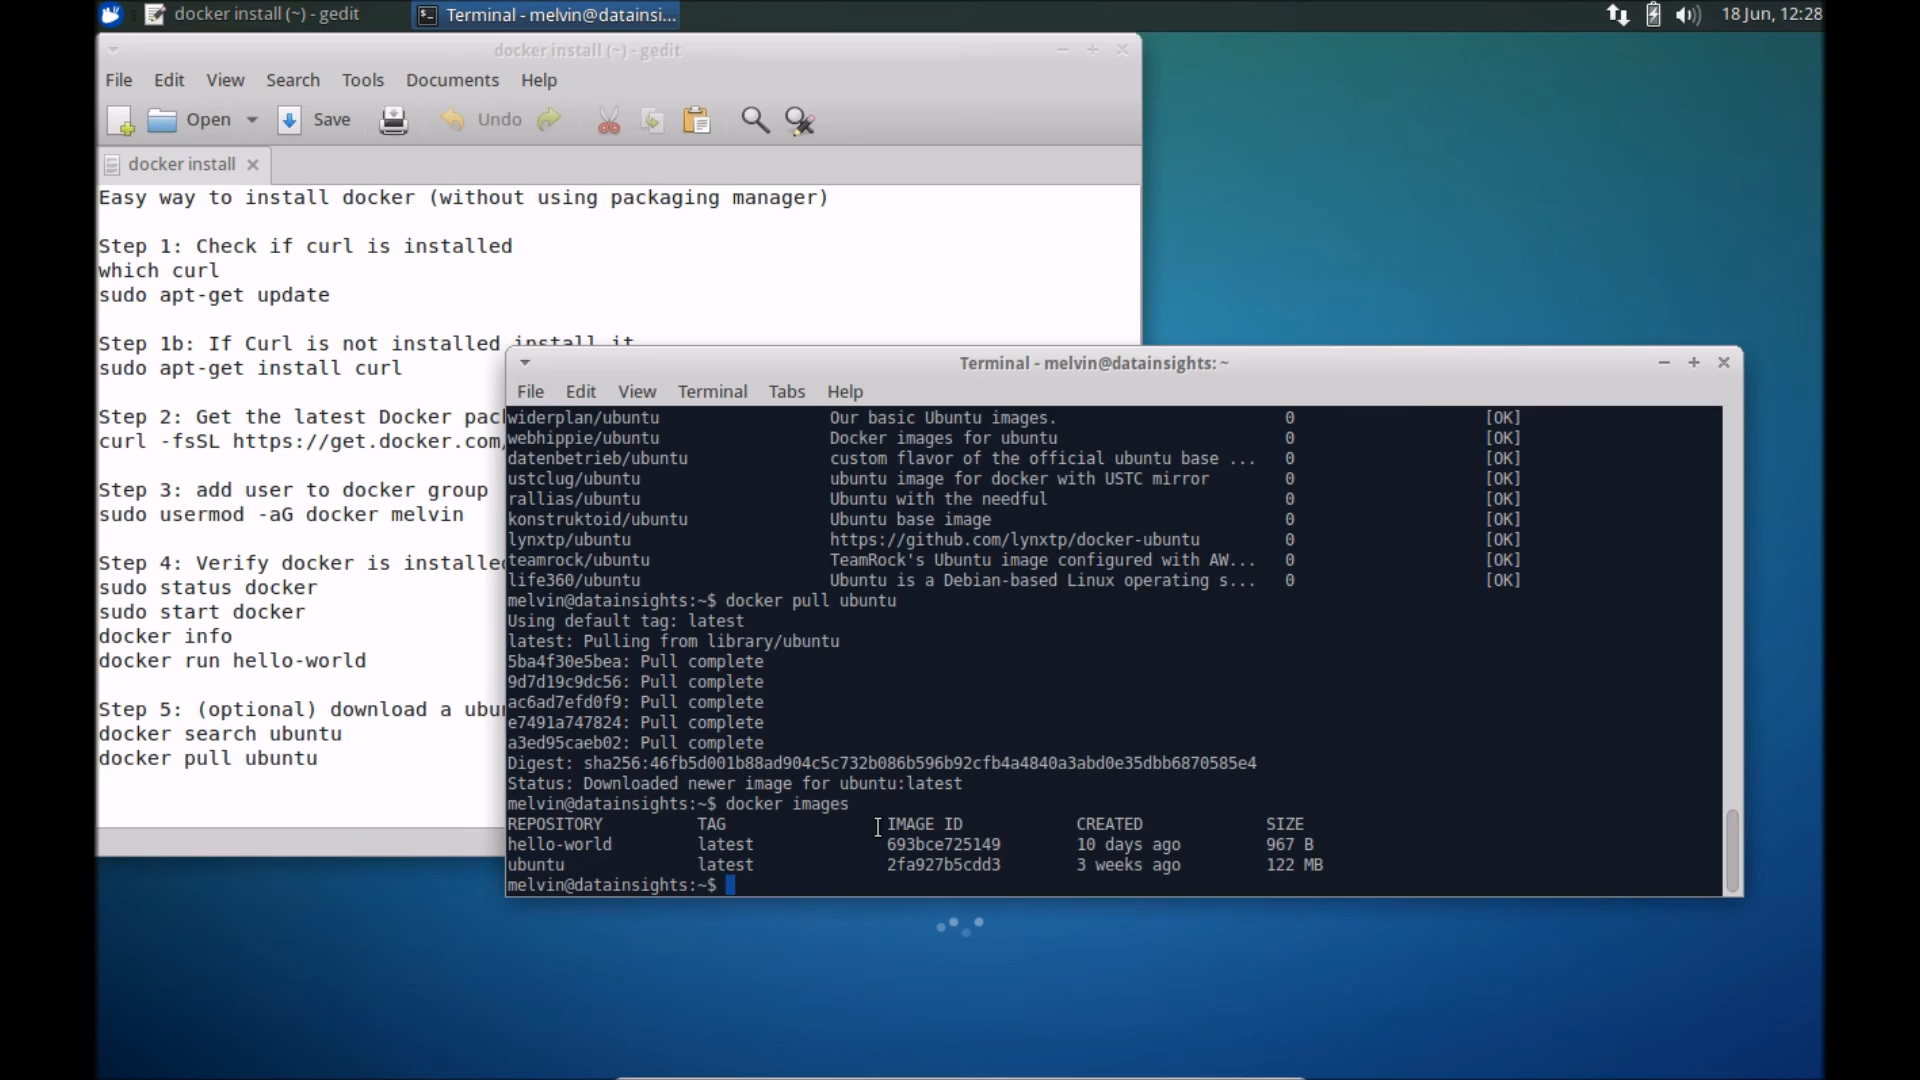 docker install (~) - gedit
Terminal - melvin@datainsi...
18 Jun, 12:28
docker install (~) - gedit
File Edit View Search Tools Documents Help
Open Save Undo
docker install
Easy way to install docker (without using packaging manager)
Step 1: Check if curl is installed
which curl
sudo apt-get update
Step 1b: If Curl is not installed install it
sudo apt-get install curl
Step 2: Get the latest Docker pac
curl -fsSL https://get.docker.com/
Step 3: add user to docker group
sudo usermod -aG docker melvin
Step 4: Verify docker is installed
sudo status docker
sudo start docker
docker info
docker run hello-world
Step 5: (optional) download a ubun
docker search ubuntu
docker pull ubuntu
Terminal - melvin@datainsights: ~
File Edit View Terminal Tabs Help
widerplan/ubuntu Our basic Ubuntu images. 0 [OK]
webhippie/ubuntu Docker images for ubuntu 0 [OK]
datenbetrieb/ubuntu custom flavor of the official ubuntu base ... 0 [OK]
ustclug/ubuntu ubuntu image for docker with USTC mirror 0 [OK]
rallias/ubuntu Ubuntu with the needful 0 [OK]
konstruktoid/ubuntu Ubuntu base image 0 [OK]
lynxtp/ubuntu https://github.com/lynxtp/docker-ubuntu 0 [OK]
teamrock/ubuntu TeamRock's Ubuntu image configured with AW... 0 [OK]
life360/ubuntu Ubuntu is a Debian-based Linux operating s... 0 [OK]
melvin@datainsights:~$ docker pull ubuntu
Using default tag: latest
latest: Pulling from library/ubuntu
5ba4f30e5bea: Pull complete
9d7d19c9dc56: Pull complete
ac6ad7efd0f9: Pull complete
e7491a747824: Pull complete
a3ed95caeb02: Pull complete
Digest: sha256:46fb5d001b88ad904c5c732b086b596b92cfb4a4840a3abd0e35dbb6870585e4
Status: Downloaded newer image for ubuntu:latest
melvin@datainsights:~$ docker images
REPOSITORY TAG IMAGE ID CREATED SIZE
hello-world latest 693bce725149 10 days ago 967 B
ubuntu latest 2fa927b5cdd3 3 weeks ago 122 MB
melvin@datainsights:~$